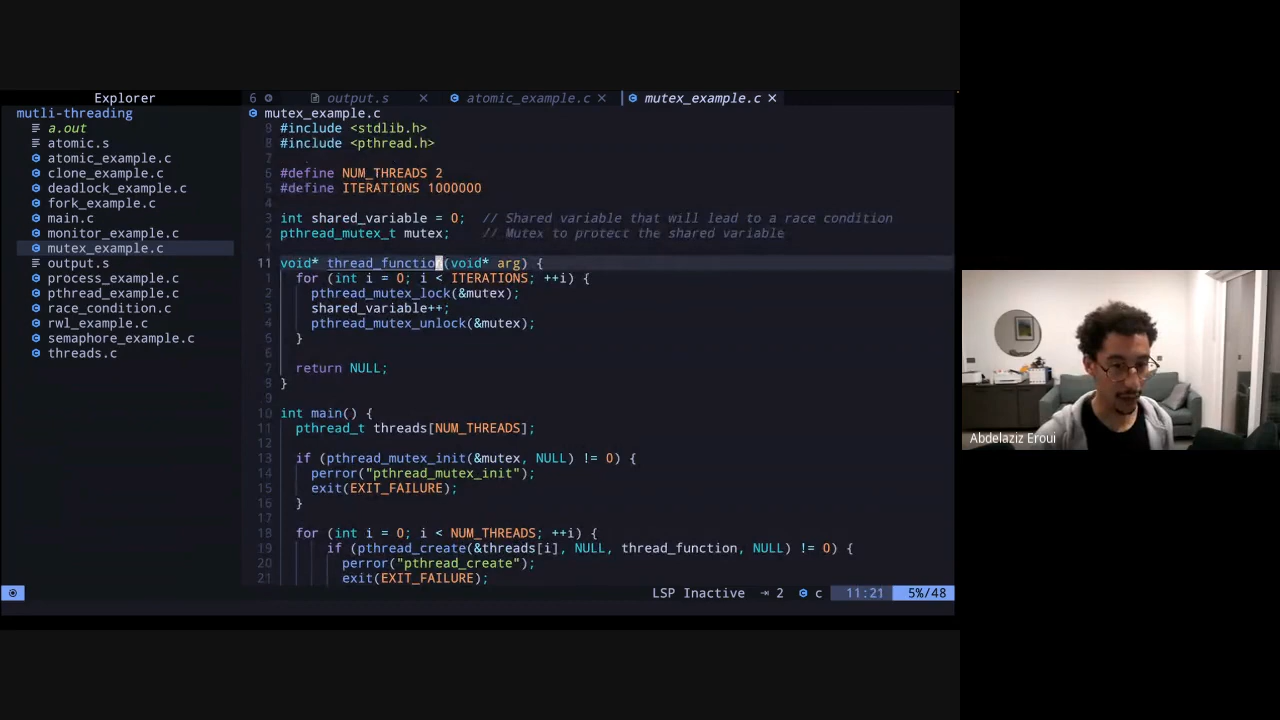 Explorer
mutli-threading
a.out
atomic.s
atomic_example.c
clone_example.c
deadlock_example.c
fork_example.c
main.c
monitor_example.c
mutex_example.c
output.s
process_example.c
pthread_example.c
race_condition.c
rwl_example.c
semaphore_example.c
threads.c
6 output.s × atomic_example.c × mutex_example.c ×
mutex_example.c
9 #include <stdlib.h>
8 #include <pthread.h>
7
6 #define NUM_THREADS 2
5 #define ITERATIONS 1000000
4
3 int shared_variable = 0;  // Shared variable that will lead to a race condition
2 pthread_mutex_t mutex;    // Mutex to protect the shared variable
1
11 void* thread_function(void* arg) {
1   for (int i = 0; i < ITERATIONS; ++i) {
2     pthread_mutex_lock(&mutex);
3     shared_variable++;
4     pthread_mutex_unlock(&mutex);
5   }
6
7   return NULL;
8 }
9
10 int main() {
11   pthread_t threads[NUM_THREADS];
12
13   if (pthread_mutex_init(&mutex, NULL) != 0) {
14     perror("pthread_mutex_init");
15     exit(EXIT_FAILURE);
16   }
17
18   for (int i = 0; i < NUM_THREADS; ++i) {
19       if (pthread_create(&threads[i], NULL, thread_function, NULL) != 0) {
20         perror("pthread_create");
21         exit(EXIT_FAILURE);
LSP Inactive 2 c 11:21 5%/48
Abdelaziz Eroui